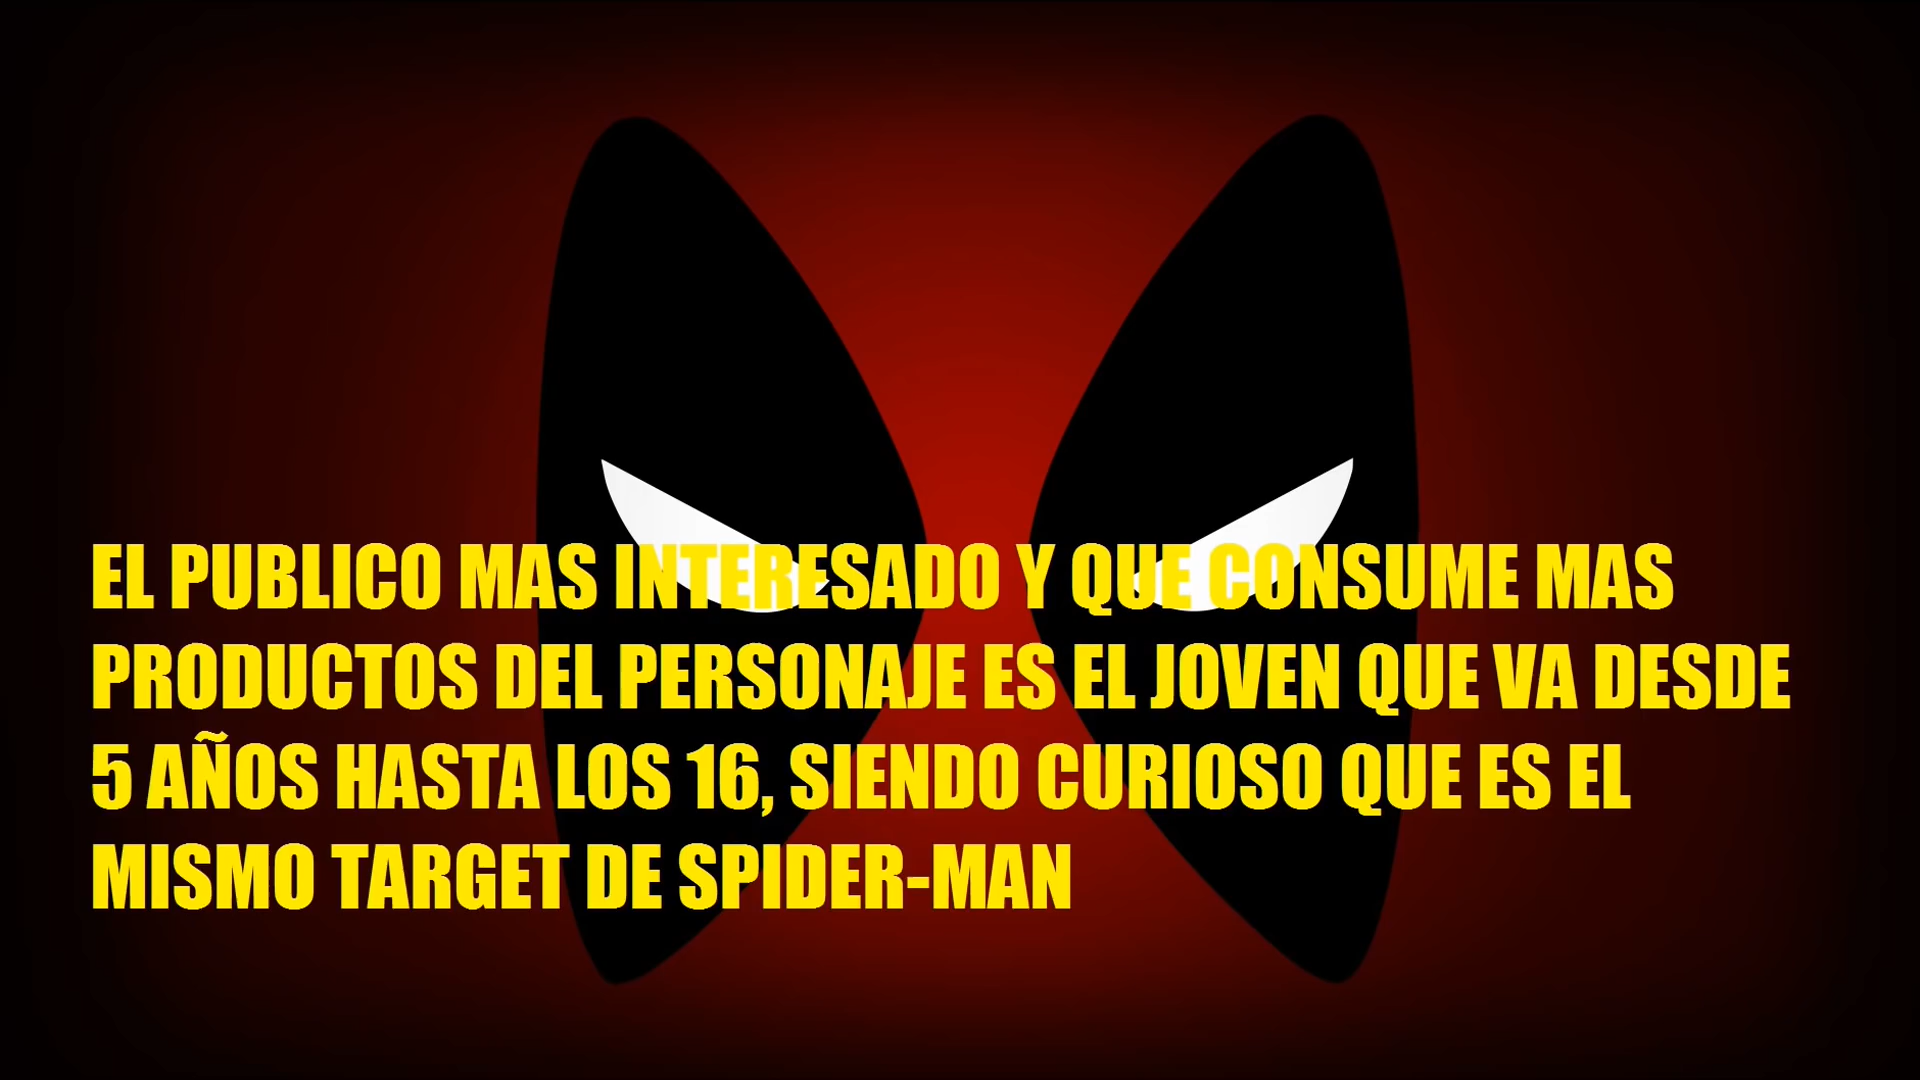 EL PUBLICO MAS INTERESADO Y QUE CONSUME MAS
PRODUCTOS DEL PERSONAJE ES EL JOVEN QUE VA DESDE
5 AÑOS HASTA LOS 16, SIENDO CURIOSO QUE ES EL
MISMO TARGET DE SPIDER-MAN